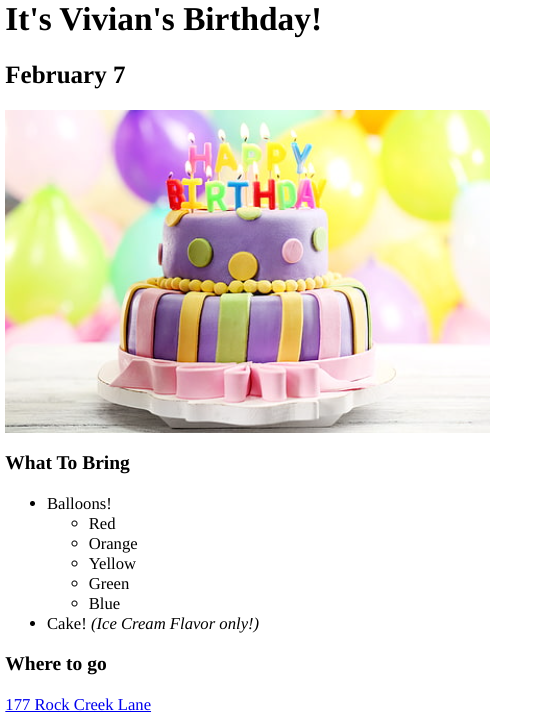 It's Vivian's Birthday!
February 7
HAPPY
BIRTHDAY
What To Bring
Balloons!
Red
Orange
Yellow
Green
Blue
Cake! (Ice Cream Flavor only!)
Where to go
177 Rock Creek Lane